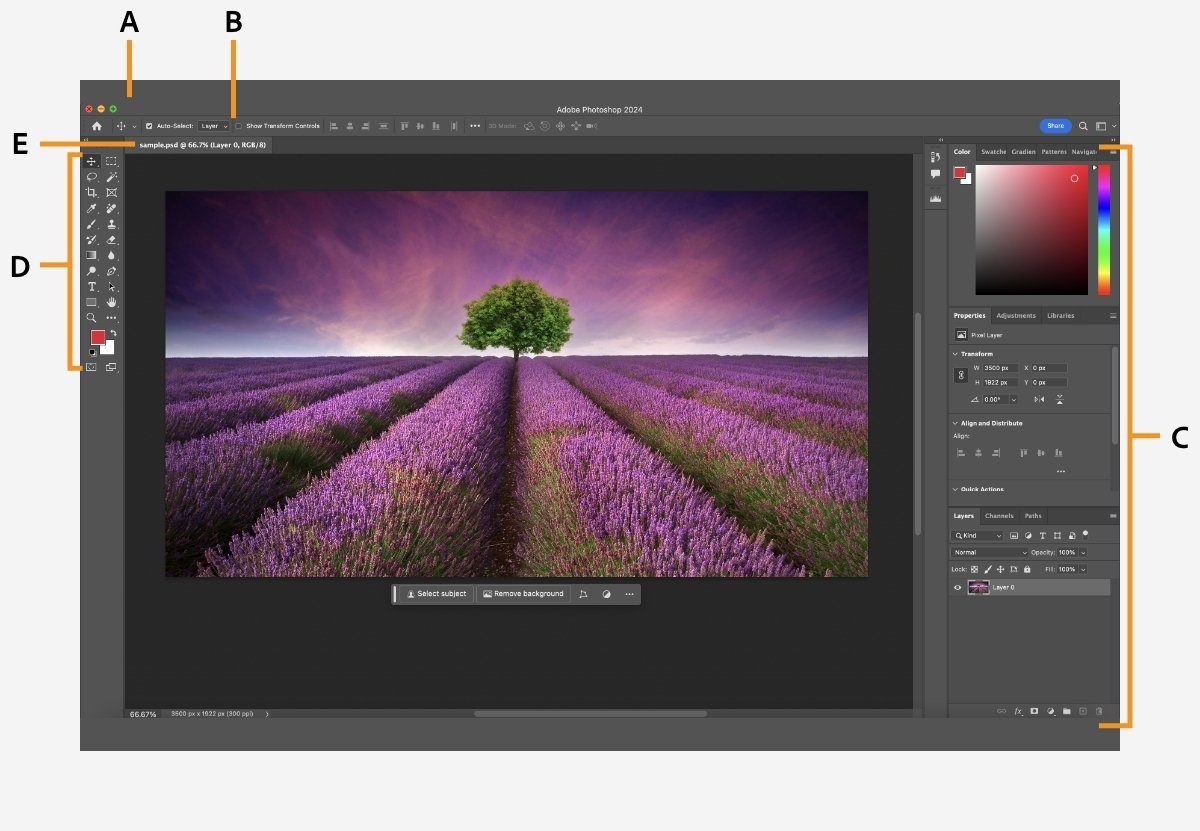 A
B
Adobe Photoshop 2024
Auto-Select: Layer Show Transform Controls 3D Mode: Share
E
sample.psd @ 66.7% (Layer 0, RGB/8)
Color Swatche Gradien Patterns Navigat
D
Properties Adjustments Libraries
Pixel Layer
Transform
W 3500 px X 0 px
H 1922 px Y 0 px
0.00°
Align and Distribute
Align:
C
Quick Actions
Layers Channels Paths
Kind
Normal Opacity: 100%
Lock: Fill: 100%
Layer 0
Select subject Remove background
66.67% 3500 px x 1922 px (300 ppi)
fx